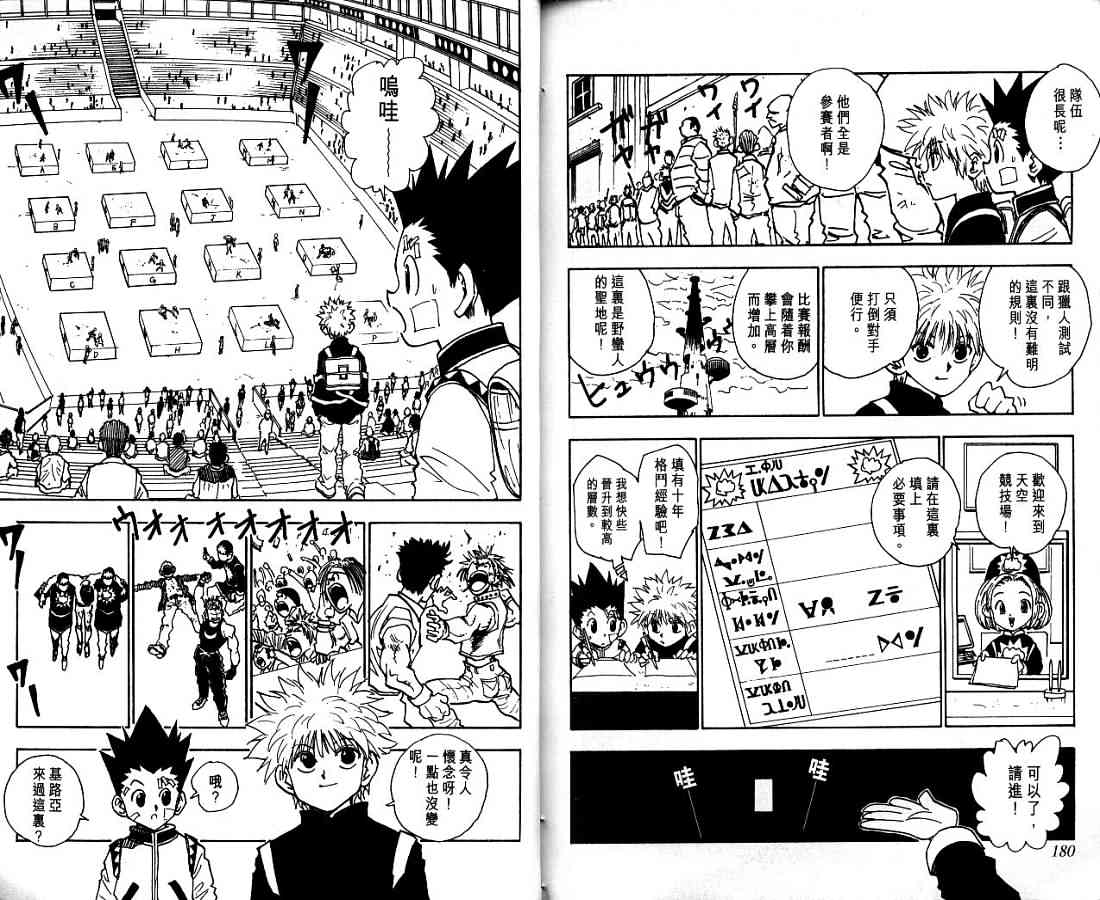 隊伍
很長呢…
他們全是
參賽者啊！
ワイ
ワイ
ガヤ
ガヤ
跟獵人測試
不同，
這裏沒有難明
的規則！
只須
打倒對手
便行。
比賽報酬
會隨着你
攀上高層
而增加。
這裏是野蠻人
的聖地呢！
ヒュウウ
歡迎來到
天空
競技場！
請在這裏
填上
必要事項。
填有十年
格鬥經驗吧！
我想快些
晉升到較高
的層數。
可以了，
請進！
哇
哇
180
嗚哇——
A
B
C
D
F
G
H
J
K
M
N
P
ワ
ウオオオオオオオ
真令人
懷念呀！
一點也沒變
呢！
哦？
基路亞
來過這裏？